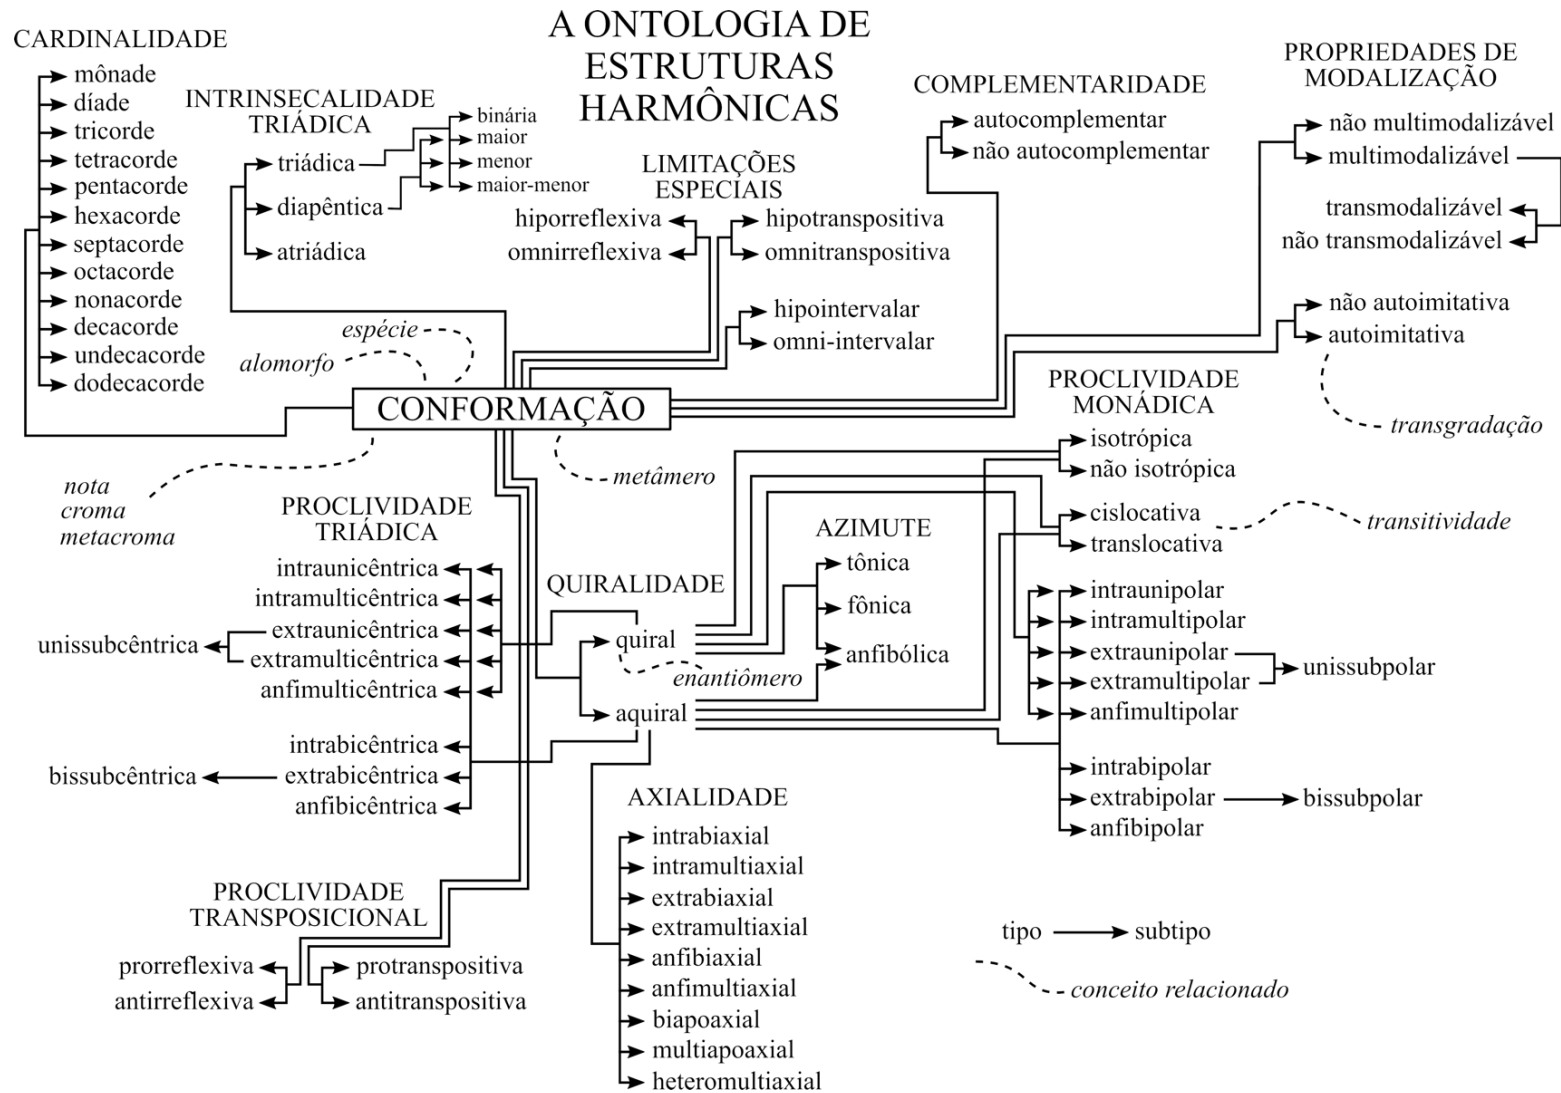 A ONTOLOGIA DE
ESTRUTURAS
HARMÔNICAS
CARDINALIDADE
mônade
díade
tricorde
tetracorde
pentacorde
hexacorde
septacorde
octacorde
nonacorde
decacorde
undecacorde
dodecacorde
INTRINSECALIDADE
TRIÁDICA
triádica
diapêntica
atriádica
binária
maior
menor
maior-menor
LIMITAÇÕES
ESPECIAIS
hiporreflexiva
omnirreflexiva
hipotranspositiva
omnitranspositiva
hipointervalar
omni-intervalar
COMPLEMENTARIDADE
autocomplementar
não autocomplementar
PROPRIEDADES DE
MODALIZAÇÃO
não multimodalizável
multimodalizável
transmodalizável
não transmodalizável
não autoimitativa
autoimitativa
transgradação
espécie
alomorfo
CONFORMAÇÃO
metâmero
nota
croma
metacroma
PROCLIVIDADE
TRIÁDICA
intraunicêntrica
intramulticêntrica
extraunicêntrica
extramulticêntrica
anfimulticêntrica
unissubcêntrica
intrabicêntrica
extrabicêntrica
anfibicêntrica
bissubcêntrica
QUIRALIDADE
quiral
enantiômero
aquiral
AZIMUTE
tônica
fônica
anfibólica
PROCLIVIDADE
MONÁDICA
isotrópica
não isotrópica
cislocativa
translocativa
transitividade
intraunipolar
intramultipolar
extraunipolar
extramultipolar
anfimultipolar
unissubpolar
intrabipolar
extrabipolar
anfibipolar
bissubpolar
AXIALIDADE
intrabiaxial
intramultiaxial
extrabiaxial
extramultiaxial
anfibiaxial
anfimultiaxial
biapoaxial
multiapoaxial
heteromultiaxial
PROCLIVIDADE
TRANSPOSICIONAL
prorreflexiva
antirreflexiva
protranspositiva
antitranspositiva
tipo subtipo
conceito relacionado